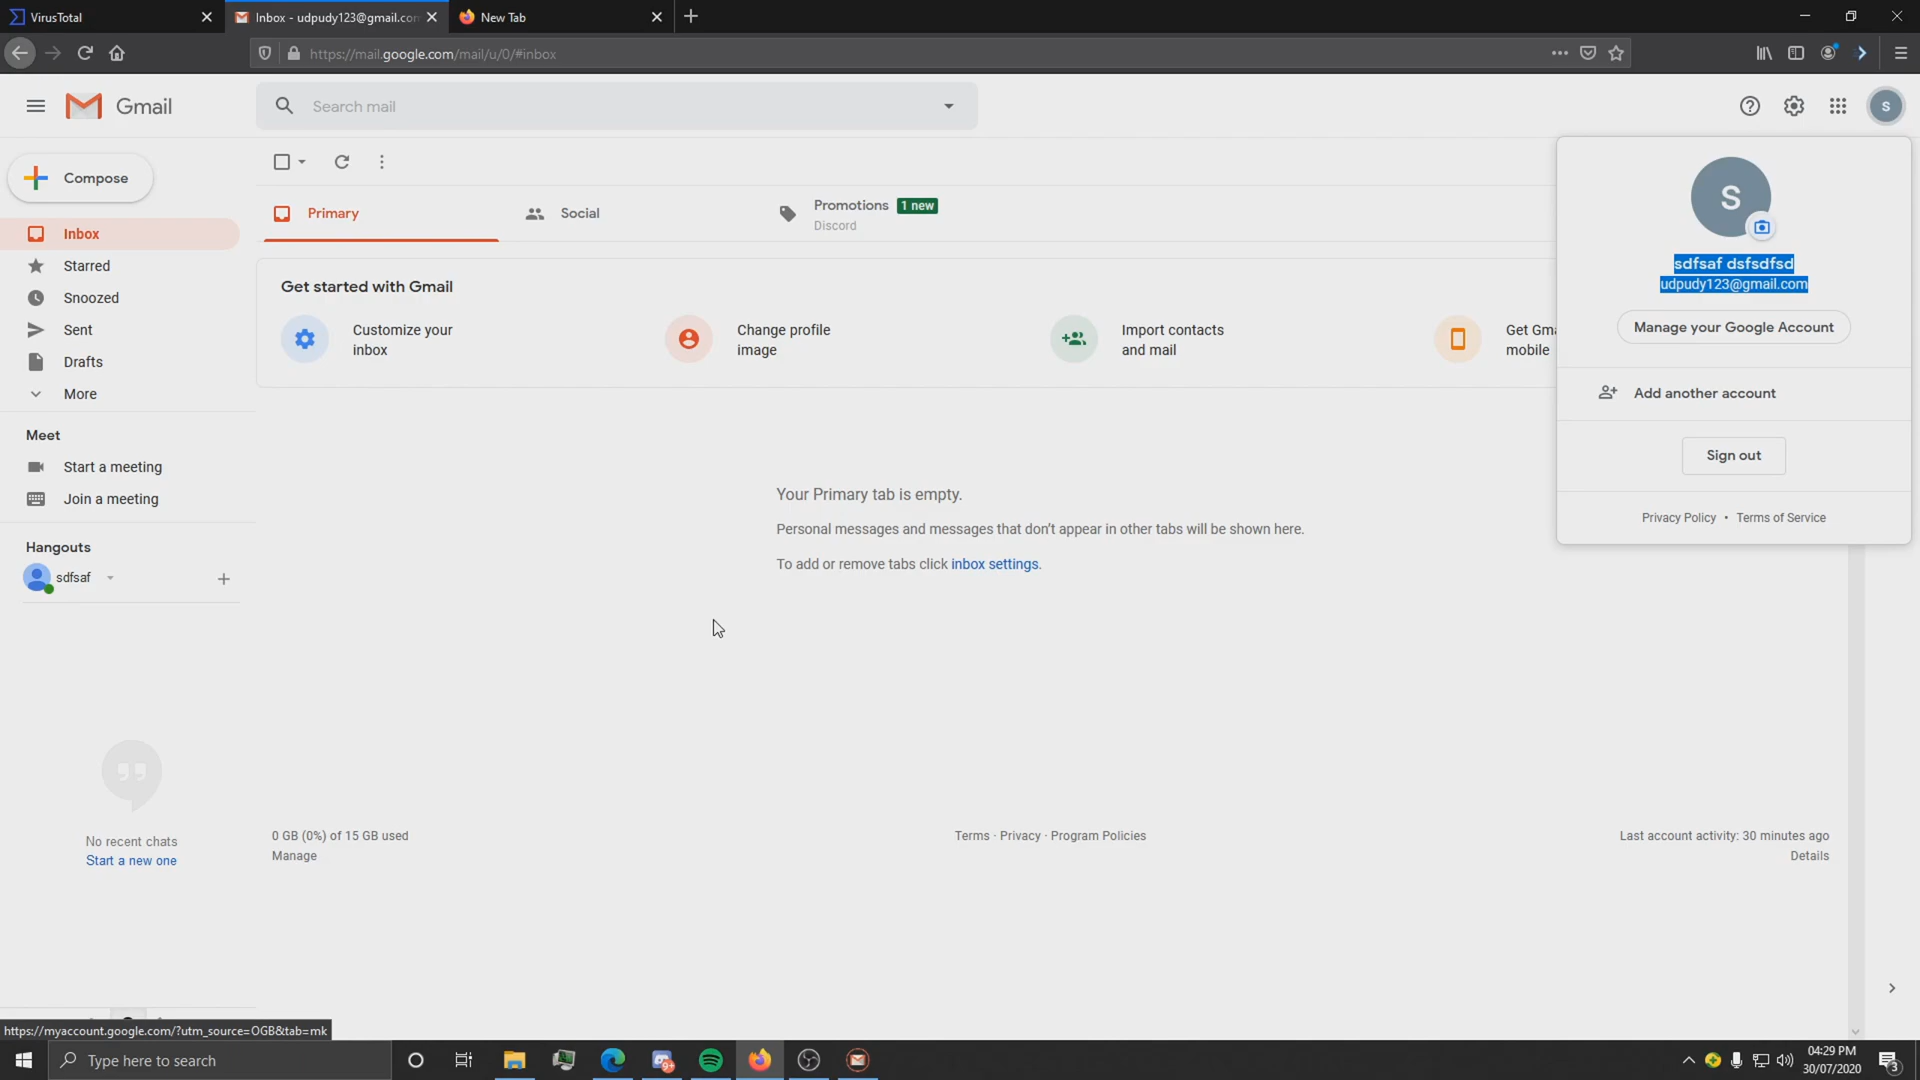 VirusTotal
Inbox - udpudy123@gmail.com
New Tab
https://mail.google.com/mail/u/0/#inbox
Gmail
Search mail
S
Compose
Primary
Social
Promotions 1 new
Discord
Inbox
Starred
Snoozed
Sent
Drafts
More
Get started with Gmail
Customize your
inbox
Change profile
image
Import contacts
and mail
Get Gma
mobile
S
sdfsaf dsfsdfsd
udpudy123@gmail.com
Manage your Google Account
Add another account
Sign out
Privacy Policy • Terms of Service
Meet
Start a meeting
Join a meeting
Hangouts
sdfsaf
Your Primary tab is empty.
Personal messages and messages that don't appear in other tabs will be shown here.
To add or remove tabs click inbox settings.
No recent chats
Start a new one
0 GB (0%) of 15 GB used
Manage
Terms · Privacy · Program Policies
Last account activity: 30 minutes ago
Details
https://myaccount.google.com/?utm_source=OGB&tab=mk
Type here to search
9+
04:29 PM
30/07/2020
3